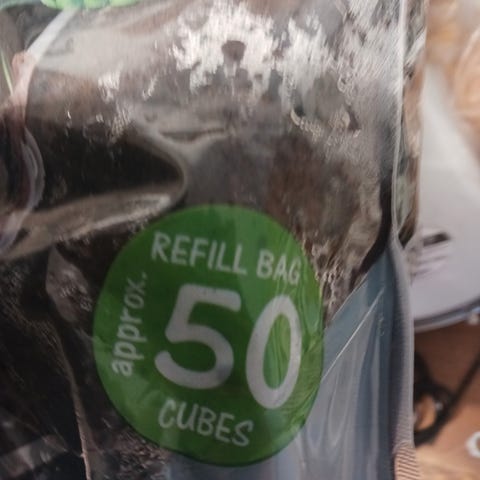 REFILL BAG
approx.
50
CUBES